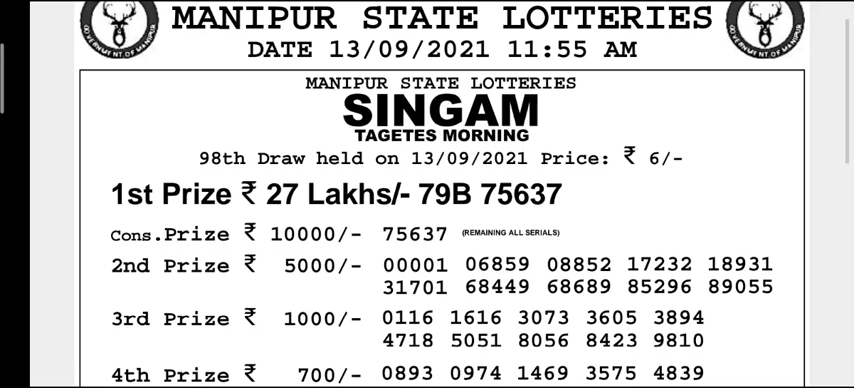 MANIPUR STATE LOTTERIES
DATE 13/09/2021 11:55 AM
MANIPUR STATE LOTTERIES
SINGAM
TAGETES MORNING
98th Draw held on 13/09/2021 Price: ₹ 6/-
1st Prize ₹ 27 Lakhs/- 79B 75637
Cons.Prize ₹ 10000/- 75637 (REMAINING ALL SERIALS)
2nd Prize ₹ 5000/- 00001 06859 08852 17232 18931
31701 68449 68689 85296 89055
3rd Prize ₹ 1000/- 0116 1616 3073 3605 3894
4718 5051 8056 8423 9810
4th Prize ₹ 700/- 0893 0974 1469 3575 4839